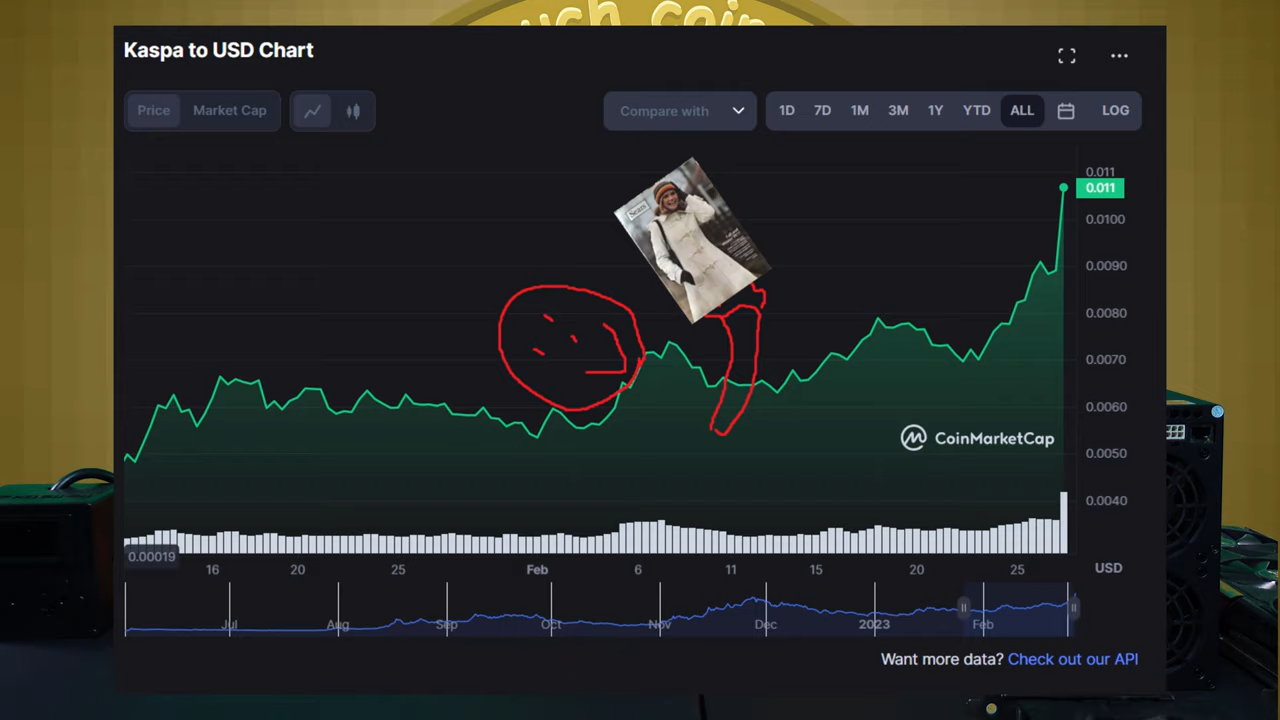 such coin
Kaspa to USD Chart
Price Market Cap Compare with 1D 7D 1M 3M 1Y YTD ALL LOG
0.011
0.011
0.0100
0.0090
Sears
0.0080
0.0070
0.0060
CoinMarketCap
0.0050
0.0040
0.00019
16 20 25 Feb 6 11 15 20 25 USD
Jul Aug Sep Oct Nov Dec 2023 Feb
Want more data? Check out our API